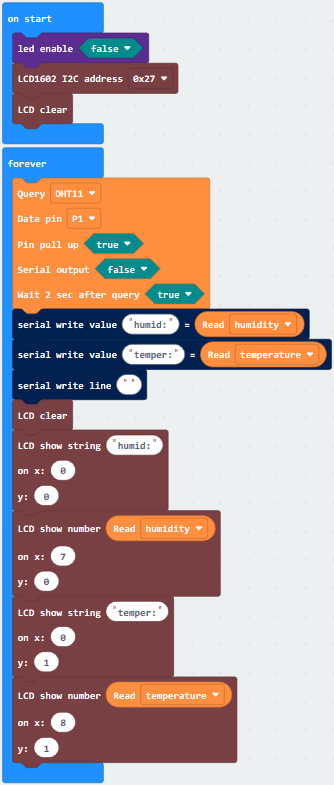 on start
led enable false
LCD1602 I2C address 0x27
LCD clear
forever
Query DHT11
Data pin P1
Pin pull up true
Serial output false
Wait 2 sec after query true
serial write value "humid:" = Read humidity
serial write value "temper:" = Read temperature
serial write line " "
LCD clear
LCD show string "humid:"
on x: 0
y: 0
LCD show number Read humidity
on x: 7
y: 0
LCD show string "temper:"
on x: 0
y: 1
LCD show number Read temperature
on x: 8
y: 1